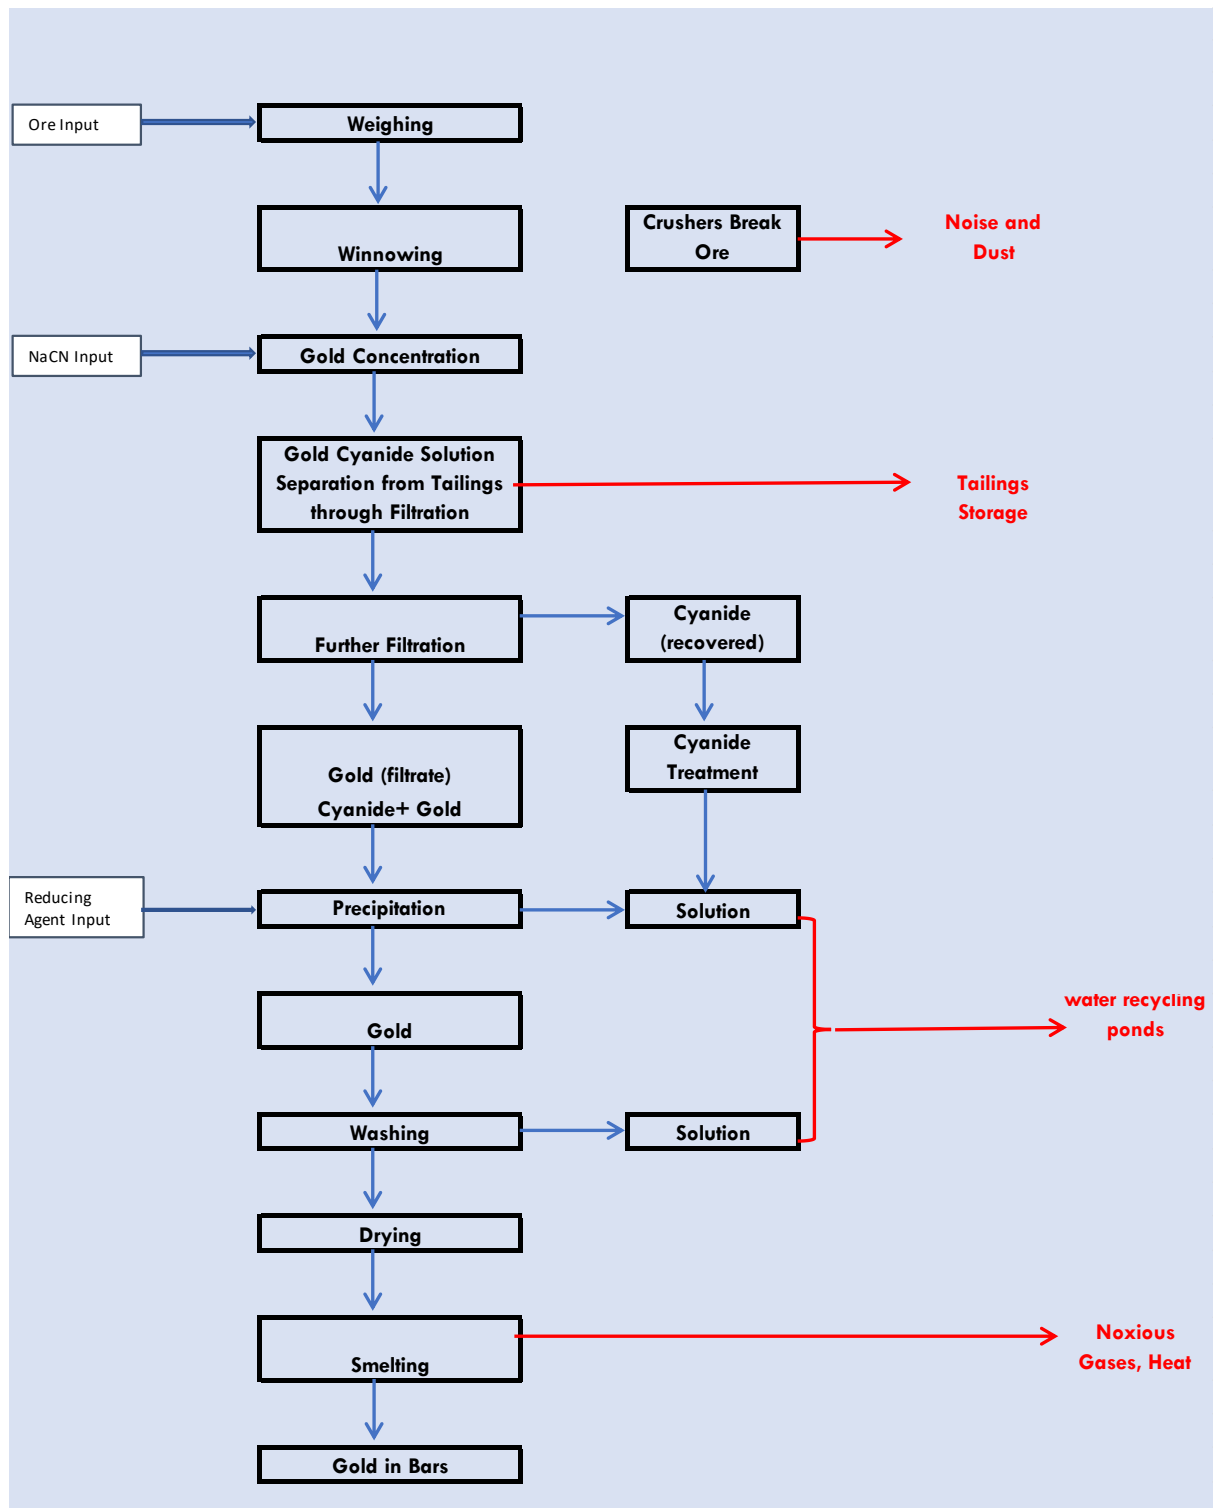 Ore Input
Weighing
Winnowing
Crushers Break
Ore
Noise and
Dust
NaCN Input
Gold Concentration
Gold Cyanide Solution
Separation from Tailings
through Filtration
Tailings
Storage
Further Filtration
Cyanide
(recovered)
Gold (filtrate)
Cyanide+ Gold
Cyanide
Treatment
Reducing
Agent Input
Precipitation
Solution
Gold
water recycling
ponds
Washing
Solution
Drying
Smelting
Noxious
Gases, Heat
Gold in Bars